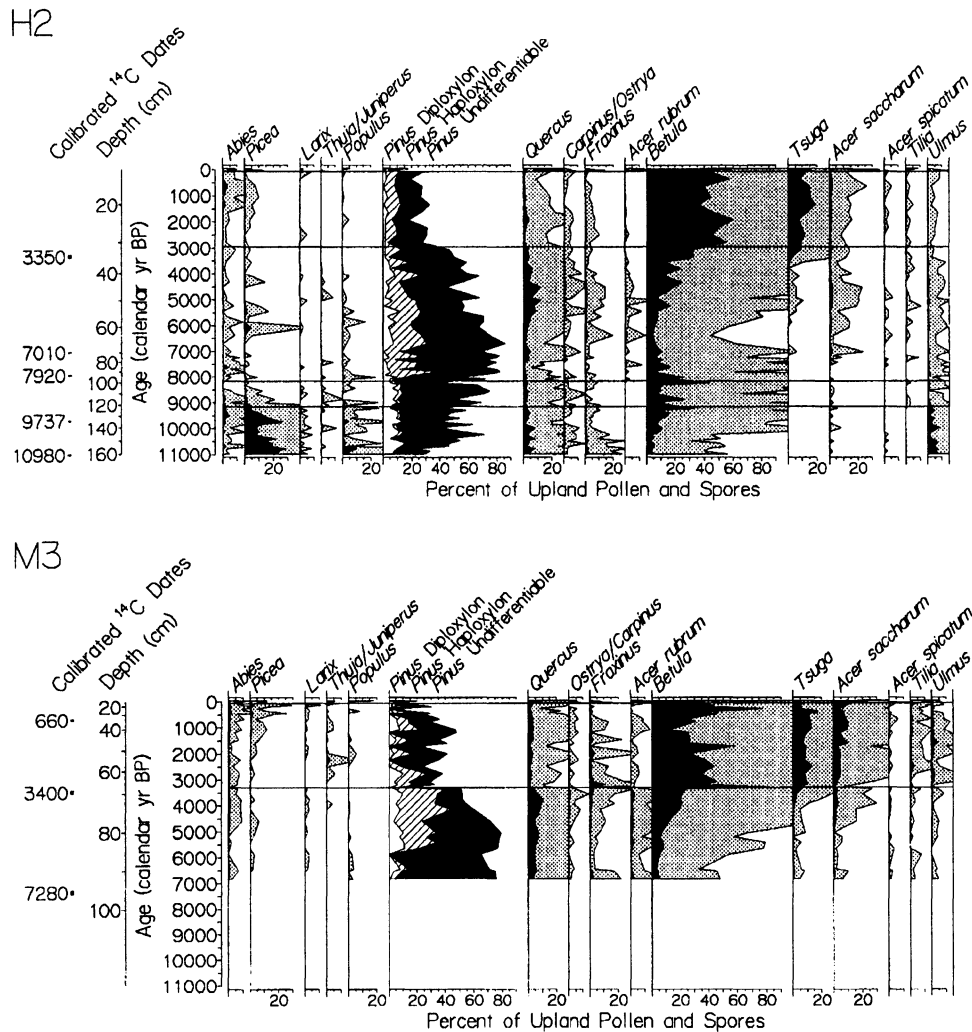 H2
Calibrated ¹⁴C Dates
Depth (cm)
Age (calendar yr BP)
Abies
Picea
Larix
Thuja/Juniperus
Populus
Pinus Diploxylon
Pinus Haploxylon
Pinus Undifferentiable
Quercus
Carpinus/Ostrya
Fraxinus
Acer rubrum
Betula
Tsuga
Acer saccharum
Acer spicatum
Tilia
Ulmus
3350
7010
7920
9737
10980
20
40
60
80
100
120
140
160
0
1000
2000
3000
4000
5000
6000
7000
8000
9000
10000
11000
20 20 20 40 60 80 20 20 20 40 60 80 20 20
Percent of Upland Pollen and Spores
M3
Calibrated ¹⁴C Dates
Depth (cm)
Age (calendar yr BP)
Abies
Picea
Larix
Thuja/Juniperus
Populus
Pinus Diploxylon
Pinus Haploxylon
Pinus Undifferentiable
Quercus
Ostrya/Carpinus
Fraxinus
Acer rubrum
Betula
Tsuga
Acer saccharum
Acer spicatum
Tilia
Ulmus
660
3400
7280
20
40
60
80
100
0
1000
2000
3000
4000
5000
6000
7000
8000
9000
10000
11000
20 20 20 40 60 80 20 20 20 40 60 80 20 20
Percent of Upland Pollen and Spores